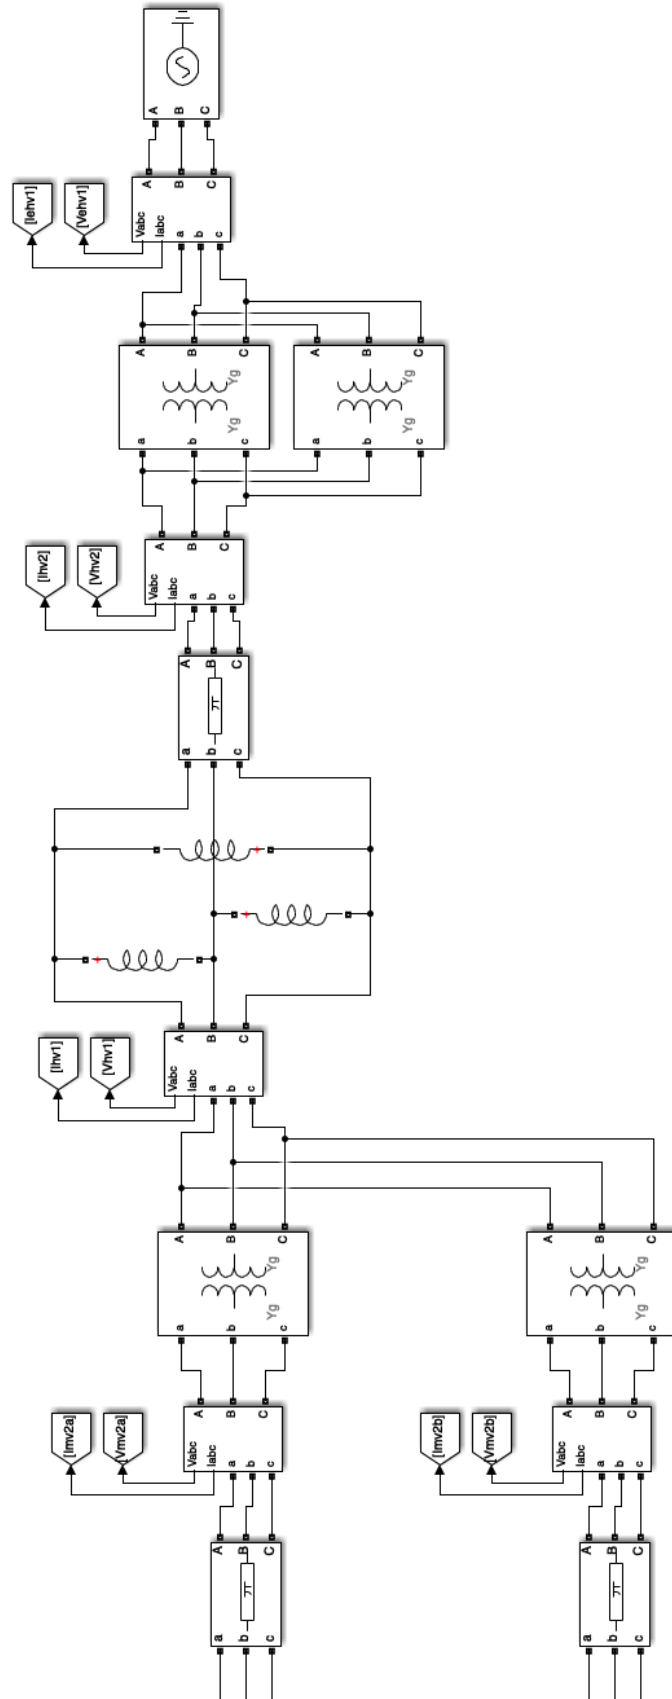 A B C
A B C
[Iehv1] [Vehv1]
Vabc Iabc a b c
A B C A B C
Yg Yg
Yg Yg
a b c a b c
A B C
[Ihv2] [Vhv2]
Vabc Iabc a b c
A B C
π
a b c
A B C
[Ihv1] [Vhv1]
Vabc Iabc a b c
A B C A B C
Yg Yg
Yg Yg
a b c a b c
A B C A B C
[Imv2a] [Vmv2a] [Imv2b] [Vmv2b]
Vabc Iabc a b c Vabc Iabc a b c
A B C A B C
π π
a b c a b c